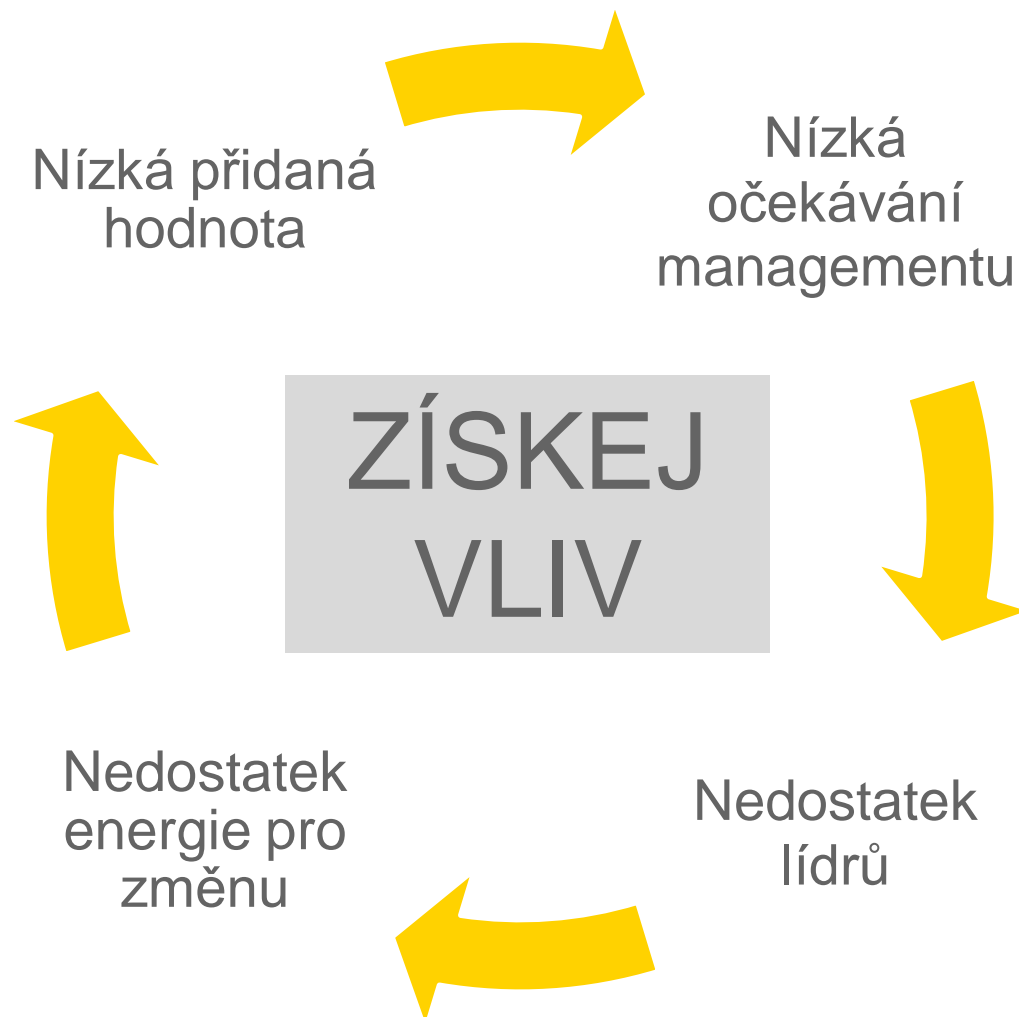 Nízká přidaná
hodnota
Nízká
očekávání
managementu
ZÍSKEJ
VLIV
Nedostatek
energie pro
změnu
Nedostatek
lídrů